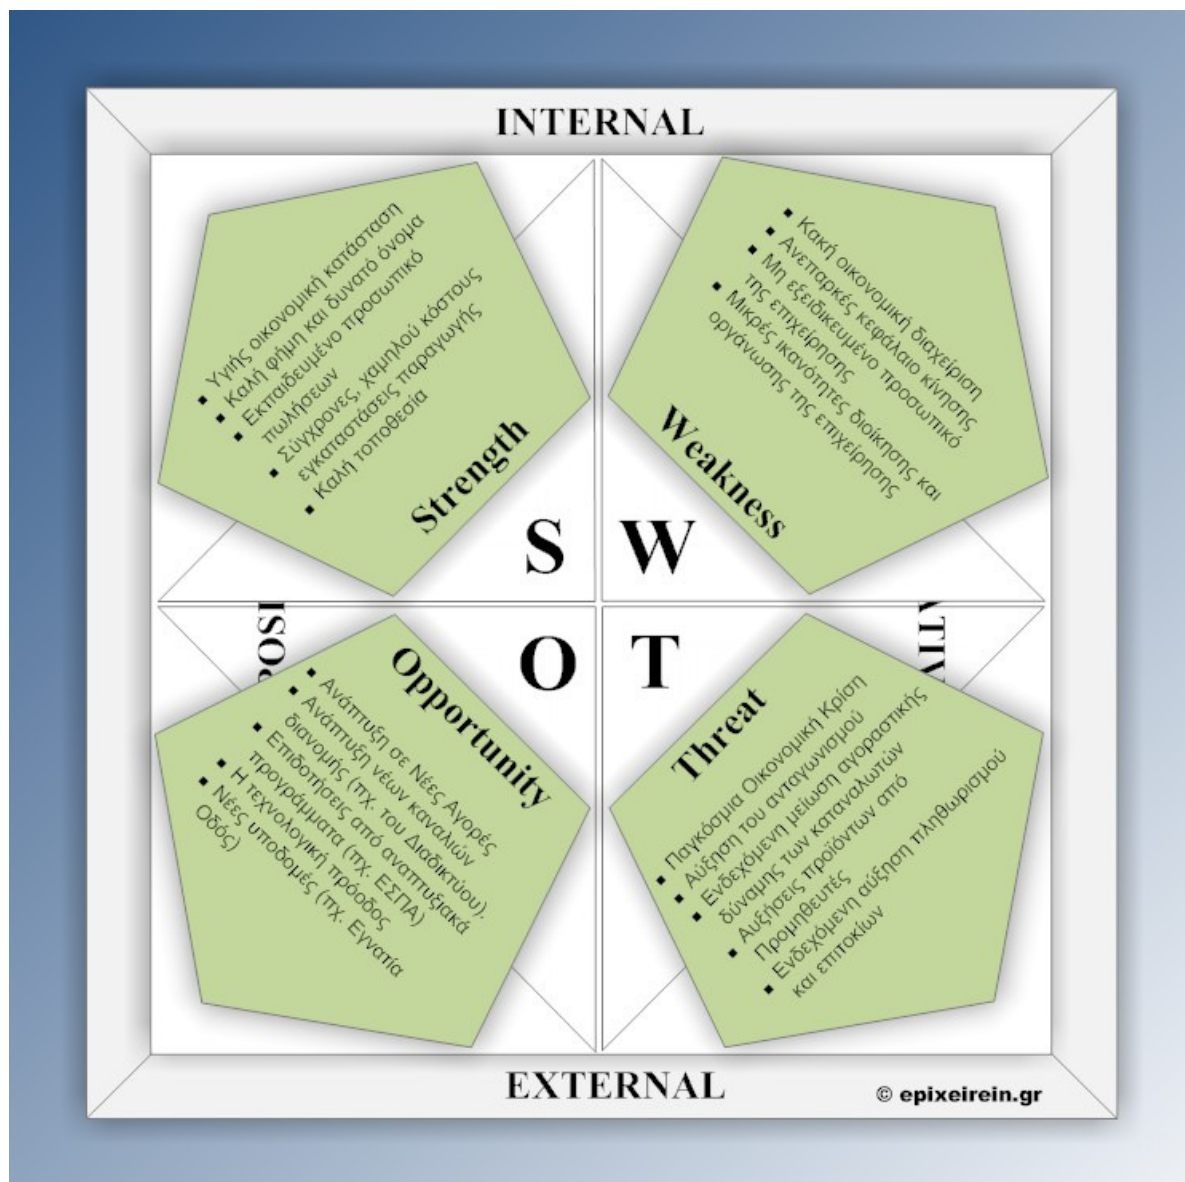 INTERNAL
Υγιής οικονομική κατάσταση
Καλή φήμη και δυνατό όνομα
Εκπαιδευμένο προσωπικό
πωλήσεων
Σύγχρονες, χαμηλού κόστους
εγκαταστάσεις παραγωγής
Καλή τοποθεσία
Strength
S
Κακή οικονομική διαχείριση
Ανεπαρκές κεφάλαιο κίνησης
Μη εξειδικευμένο προσωπικό
της επιχείρησης
Μικρές ικανότητες διοίκησης και
οργάνωσης της επιχείρησης
Weakness
W
OSI
O
Opportunity
Ανάπτυξη σε Νέες Αγορές
Ανάπτυξη νέων καναλιών
διανομής (πχ. του Διαδικτύου).
Επιδοτήσεις από αναπτυξιακά
προγράμματα (πχ. ΕΣΠΑ)
Η τεχνολογική πρόοδος
Νέες υποδομές (πχ. Εγνατία
Οδός)
T
ATIV
Threat
Παγκόσμια Οικονομική Κρίση
Αύξηση του ανταγωνισμού
Ενδεχόμενη μείωση αγοραστικής
δύναμης των καταναλωτών
Αυξήσεις προϊόντων από
Προμηθευτές
Ενδεχόμενη αύξηση πληθωρισμού
και επιτοκίων
EXTERNAL
© epixeirein.gr